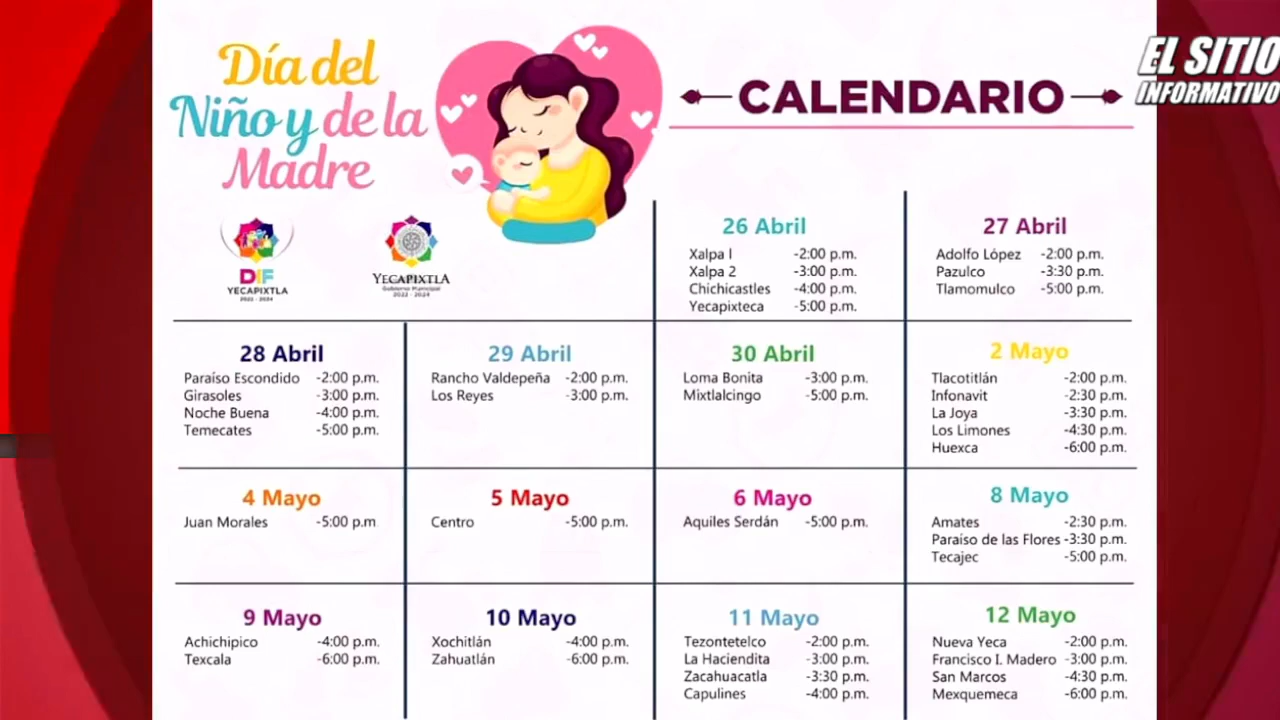 Día del
Niño y de la
Madre
CALENDARIO
EL SITIO
INFORMATIVO
DIF
YECAPIXTLA
2022 - 2024
YECAPIXTLA
Gobierno Municipal
2022 - 2024
26 Abril
Xalpa I -2:00 p.m.
Xalpa 2 -3:00 p.m.
Chichicastles -4:00 p.m.
Yecapixteca -5:00 p.m.
27 Abril
Adolfo López -2:00 p.m.
Pazulco -3:30 p.m.
Tlamomulco -5:00 p.m.
28 Abril
Paraíso Escondido -2:00 p.m.
Girasoles -3:00 p.m.
Noche Buena -4:00 p.m.
Temecates -5:00 p.m.
29 Abril
Rancho Valdepeña -2:00 p.m.
Los Reyes -3:00 p.m.
30 Abril
Loma Bonita -3:00 p.m.
Mixtlalcingo -5:00 p.m.
2 Mayo
Tlacotitlán -2:00 p.m.
Infonavit -2:30 p.m.
La Joya -3:30 p.m.
Los Limones -4:30 p.m.
Huexca -6:00 p.m.
4 Mayo
Juan Morales -5:00 p.m
5 Mayo
Centro -5:00 p.m.
6 Mayo
Aquiles Serdán -5:00 p.m.
8 Mayo
Amates -2:30 p.m.
Paraíso de las Flores -3:30 p.m.
Tecajec -5:00 p.m.
9 Mayo
Achichipico -4:00 p.m.
Texcala -6:00 p.m.
10 Mayo
Xochitlán -4:00 p.m.
Zahuatlán -6:00 p.m.
11 Mayo
Tezontetelco -2:00 p.m.
La Haciendita -3:00 p.m.
Zacahuacatla -3:30 p.m.
Capulines -4:00 p.m.
12 Mayo
Nueva Yeca -2:00 p.m.
Francisco I. Madero -3:00 p.m.
San Marcos -4:30 p.m.
Mexquemeca -6:00 p.m.